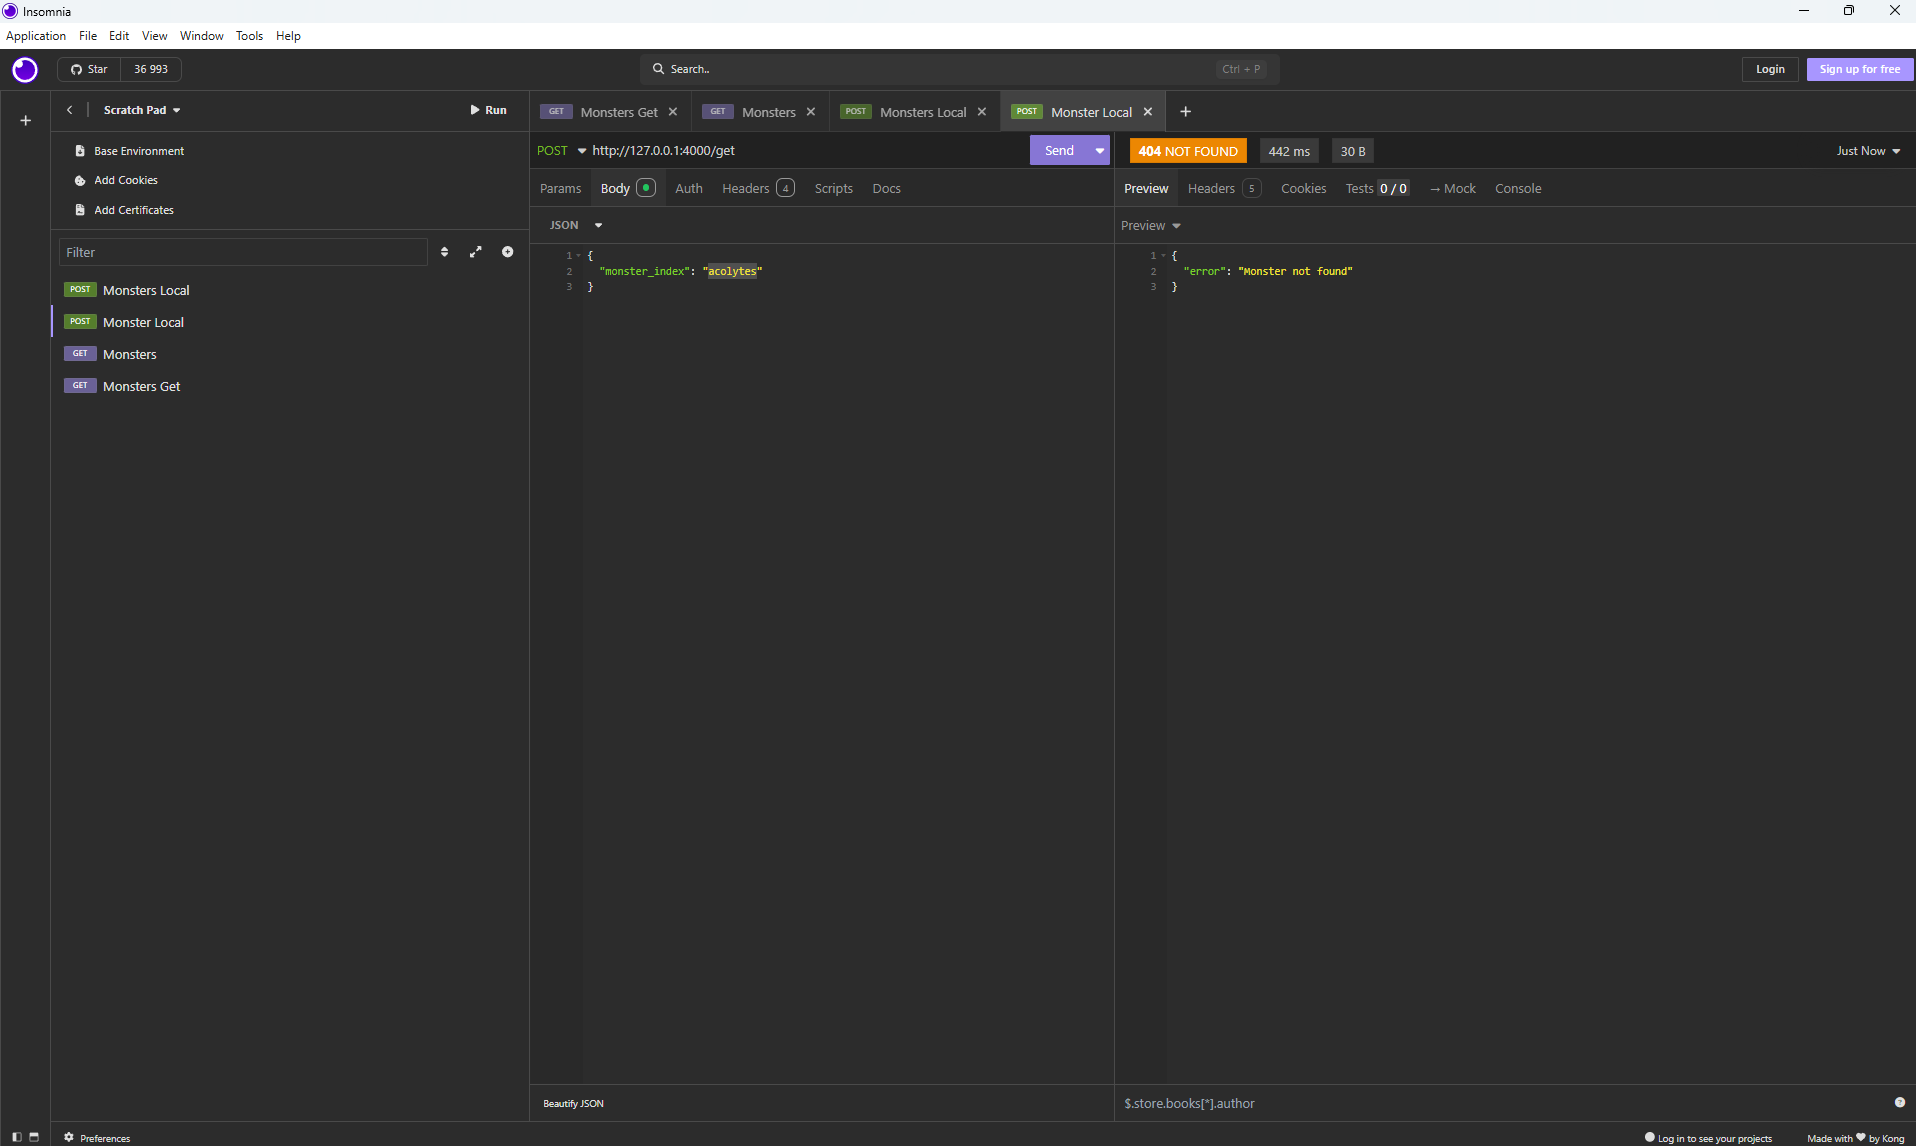 Insomnia
Application File Edit View Window Tools Help
Star 36 993 Search.. Ctrl + P Login Sign up for free
Scratch Pad Run
GET Monsters Get GET Monsters POST Monsters Local POST Monster Local
Base Environment
Add Cookies
Add Certificates
Filter
POST Monsters Local
POST Monster Local
GET Monsters
GET Monsters Get
POST http://127.0.0.1:4000/get Send
Params Body Auth Headers 4 Scripts Docs
JSON
1 {
2 "monster_index": "acolytes"
3 }
Beautify JSON
404 NOT FOUND 442 ms 30 B Just Now
Preview Headers 5 Cookies Tests 0 / 0 → Mock Console
Preview
1 {
2 "error": "Monster not found"
3 }
$.store.books[*].author
Preferences Log in to see your projects Made with ♥ by Kong